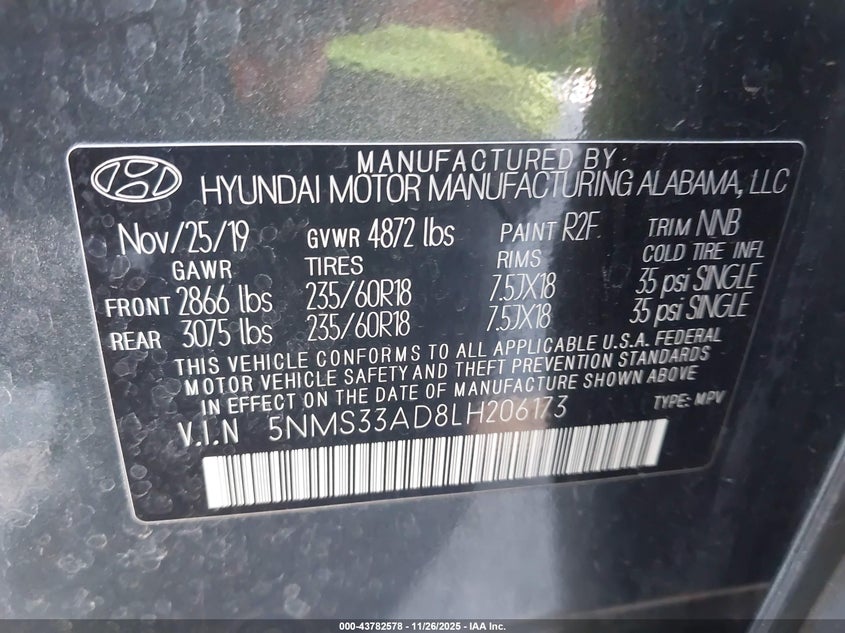 MANUFACTURED BY
HYUNDAI MOTOR MANUFACTURING ALABAMA, LLC
Nov/25/19 GVWR 4872 lbs PAINT R2F TRIM NNB
GAWR TIRES RIMS COLD TIRE INFL
FRONT 2866 lbs 235/60R18 7.5JX18 35 psi SINGLE
REAR 3075 lbs 235/60R18 7.5JX18 35 psi SINGLE
THIS VEHICLE CONFORMS TO ALL APPLICABLE U.S.A. FEDERAL
MOTOR VEHICLE SAFETY AND THEFT PREVENTION STANDARDS
IN EFFECT ON THE DATE OF MANUFACTURE SHOWN ABOVE
V.I.N 5NMS33AD8LH206173 TYPE: MPV
000-43782578 - 11/26/2025 - IAA Inc.